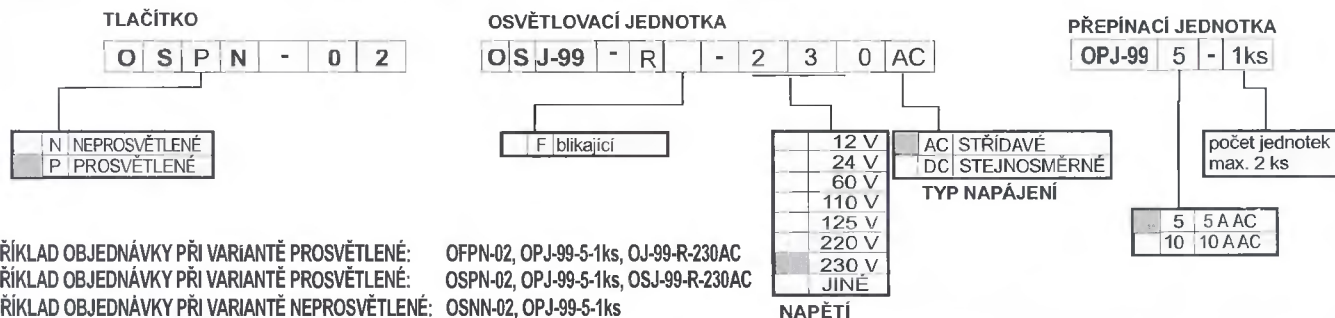 TLAČÍTKO
O S P N - 0 2
N NEPROSVĚTLENÉ
P PROSVĚTLENÉ
OSVĚTLOVACÍ JEDNOTKA
O S J-99 - R - 2 3 0 AC
F blikající
12 V
24 V
60 V
110 V
125 V
220 V
230 V
JINÉ
NAPĚTÍ
AC STŘÍDAVÉ
DC STEJNOSMĚRNÉ
TYP NAPÁJENÍ
PŘEPÍNACÍ JEDNOTKA
OPJ-99 5 - 1ks
počet jednotek
max. 2 ks
5 5 A AC
10 10 A AC
ŘÍKLAD OBJEDNÁVKY PŘI VARIANTĚ PROSVĚTLENÉ: OFPN-02, OPJ-99-5-1ks, OJ-99-R-230AC
ŘÍKLAD OBJEDNÁVKY PŘI VARIANTĚ PROSVĚTLENÉ: OSPN-02, OPJ-99-5-1ks, OSJ-99-R-230AC
ŘÍKLAD OBJEDNÁVKY PŘI VARIANTĚ NEPROSVĚTLENÉ: OSNN-02, OPJ-99-5-1ks